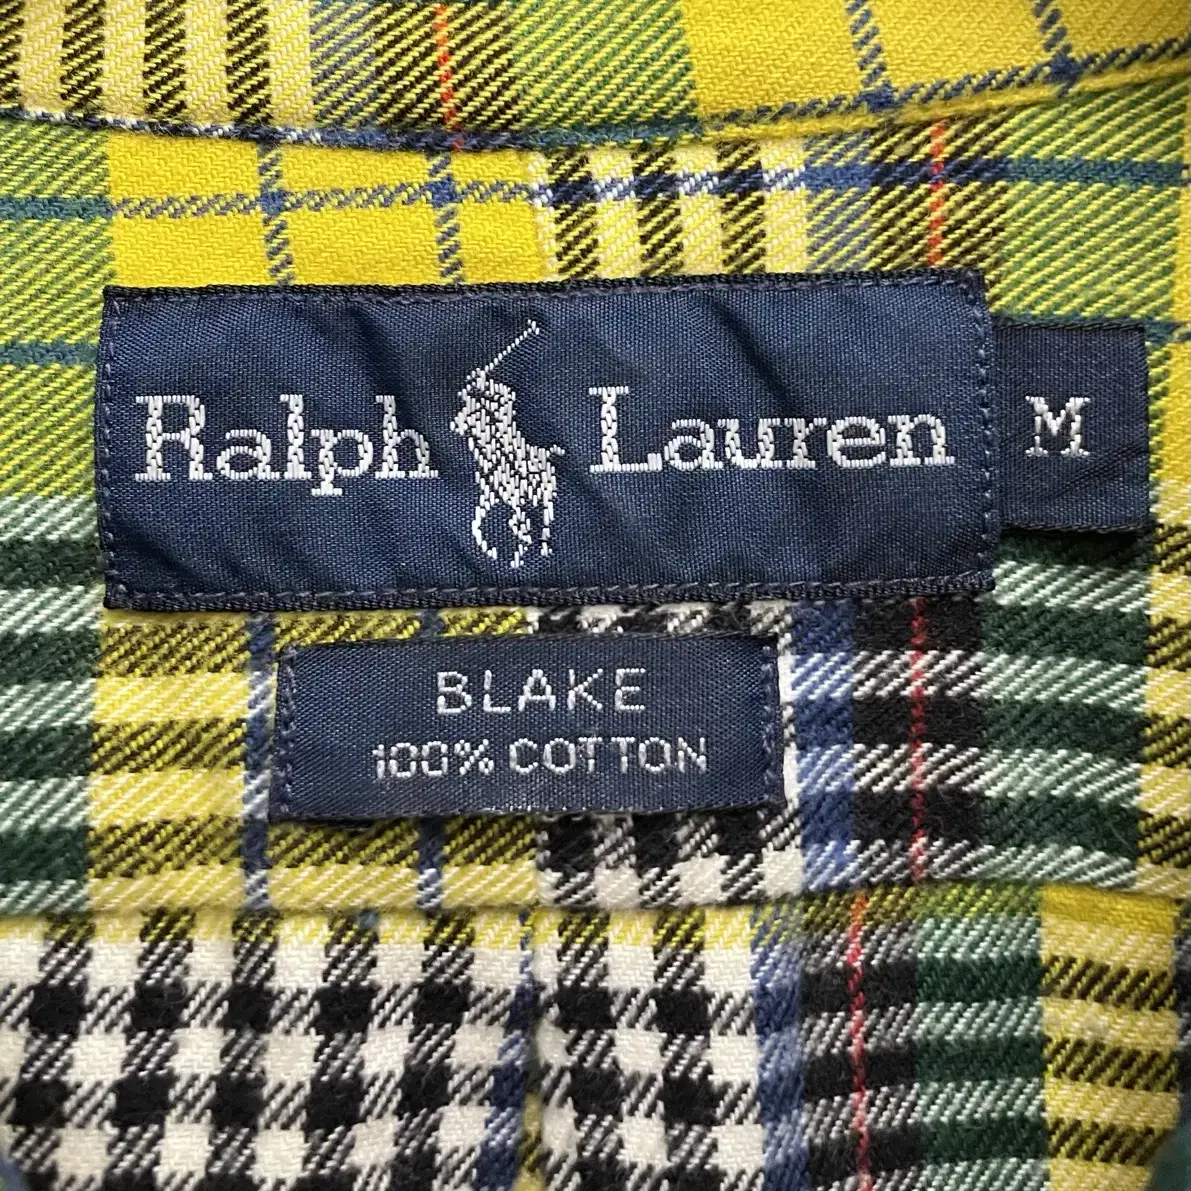 Ralph Lauren
M
BLAKE
100% COTTON